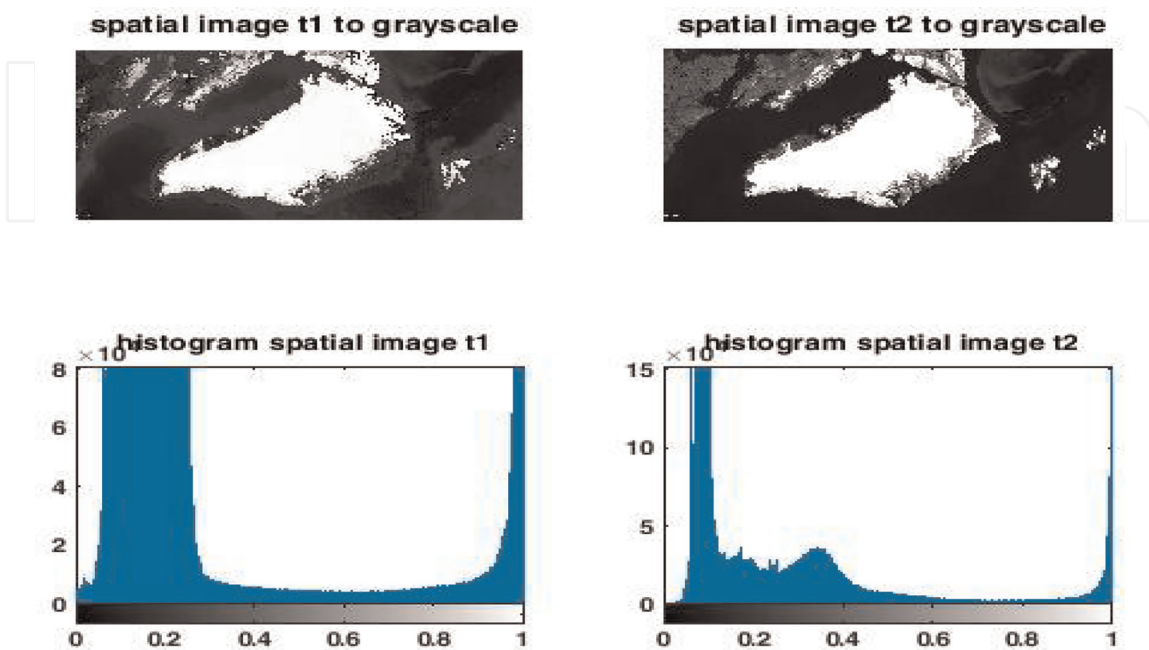 spatial image t1 to grayscale
spatial image t2 to grayscale
×10
histogram spatial image t1
8
6
4
2
0
0 0.2 0.4 0.6 0.8 1
×10
histogram spatial image t2
15
10
5
0
0 0.2 0.4 0.6 0.8 1